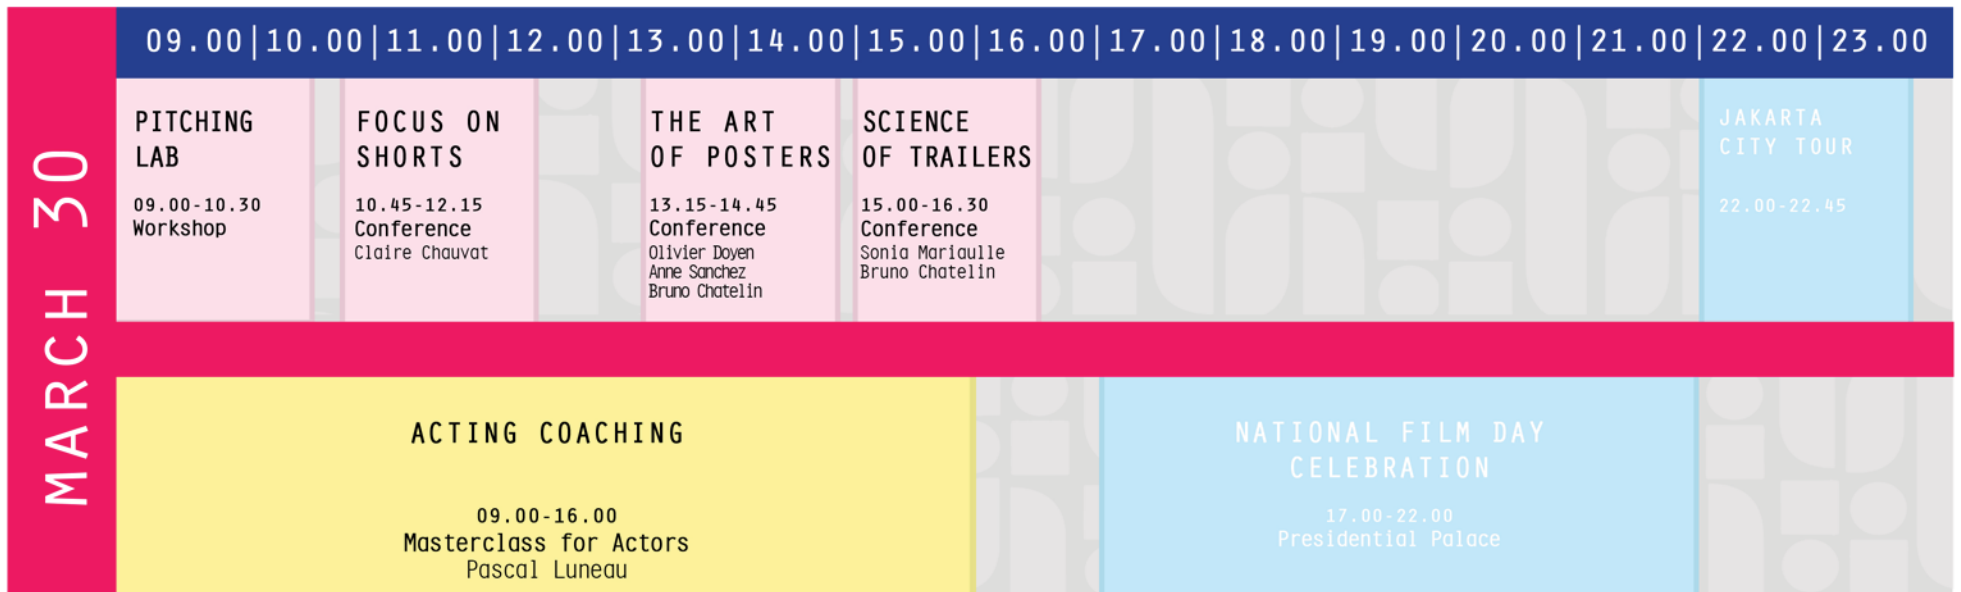 09.00|10.00|11.00|12.00|13.00|14.00|15.00|16.00|17.00|18.00|19.00|20.00|21.00|22.00|23.00
MARCH 30
PITCHING
LAB
09.00-10.30
Workshop
FOCUS ON
SHORTS
10.45-12.15
Conference
Claire Chauvat
THE ART
OF POSTERS
13.15-14.45
Conference
Olivier Doyen
Anne Sanchez
Bruno Chatelin
SCIENCE
OF TRAILERS
15.00-16.30
Conference
Sonia Mariaulle
Bruno Chatelin
JAKARTA
CITY TOUR
22.00-22.45
ACTING COACHING
09.00-16.00
Masterclass for Actors
Pascal Luneau
NATIONAL FILM DAY
CELEBRATION
17.00-22.00
Presidential Palace